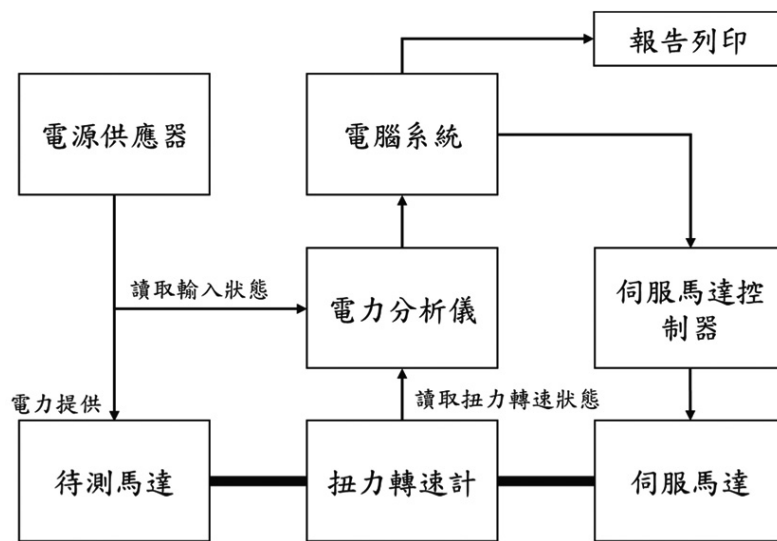 報告列印
電源供應器
電腦系統
讀取輸入狀態
電力分析儀
伺服馬達控
制器
電力提供
讀取扭力轉速狀態
待測馬達
扭力轉速計
伺服馬達